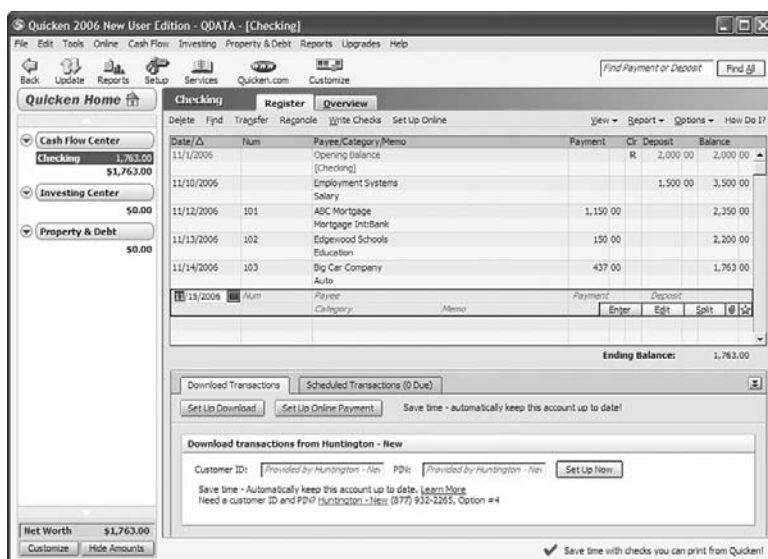 Quicken 2006 New User Edition - QDATA - [Checking]
File Edit Tools Online Cash Flow Investing Property & Debt Reports Upgrades Help
Back Update Reports Setup Services Quicken.com Customize
Find Payment or Deposit Find All
Quicken Home
Cash Flow Center
Checking 1,763.00
$1,763.00
Investing Center
$0.00
Property & Debt
$0.00
Net Worth $1,763.00
Customize Hide Amounts
Checking Register Overview
Delete Find Transfer Reconcile Write Checks Set Up Online View Report Options How Do I?
Date/ Num Payee/Category/Memo Payment Clr Deposit Balance
11/1/2006 Opening Balance R 2,000 00 2,000 00
[Checking]
11/10/2006 Employment Systems 1,500 00 3,500 00
Salary
11/12/2006 101 ABC Mortgage 1,150 00 2,350 00
Mortgage Int:Bank
11/13/2006 102 Edgewood Schools 150 00 2,200 00
Education
11/14/2006 103 Big Car Company 437 00 1,763 00
Auto
11/15/2006 Num Payee Payment Deposit
Category Memo Enter Edit Split
Ending Balance: 1,763.00
Download Transactions Scheduled Transactions (0 Due)
Set Up Download Set Up Online Payment Save time - automatically keep this account up to date!
Download transactions from Huntington - New
Customer ID: Provided by Huntington - New PIN: Provided by Huntington - New Set Up Now
Save time - Automatically keep this account up to date. Learn More
Need a customer ID and PIN? Huntington - New (877) 932-2265, Option #4
Save time with checks you can print from Quicken!